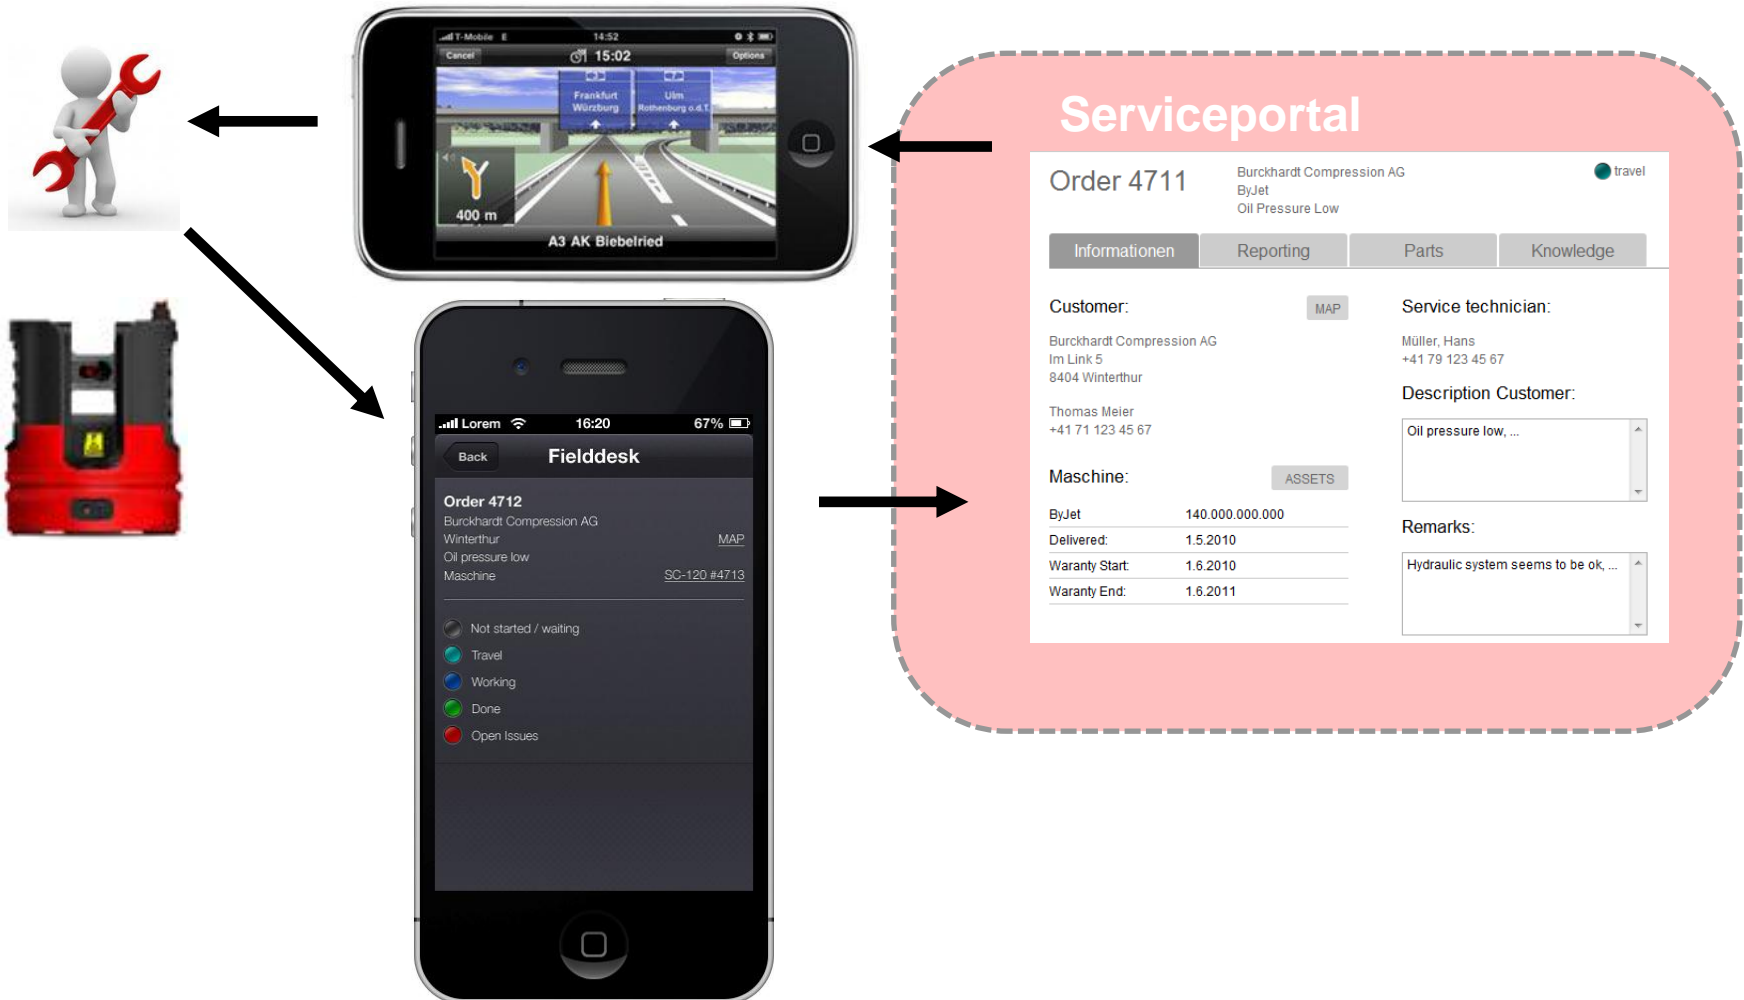 T-Mobile E 14:52
Cancel 15:02 Options
3 7
Frankfurt Ulm
Würzburg Rothenburg o.d.T.
400 m
A3 AK Biebelried
Lorem 16:20 67%
Back Fielddesk
Order 4712
Burckhardt Compression AG
Winterthur MAP
Oil pressure low
Maschine SC-120 #4713
Not started / waiting
Travel
Working
Done
Open Issues
Serviceportal
Order 4711
Burckhardt Compression AG
ByJet
Oil Pressure Low
travel
Informationen Reporting Parts Knowledge
Customer: MAP
Burckhardt Compression AG
Im Link 5
8404 Winterthur
Thomas Meier
+41 71 123 45 67
Maschine: ASSETS
ByJet 140.000.000.000
Delivered: 1.5.2010
Waranty Start: 1.6.2010
Waranty End: 1.6.2011
Service technician:
Müller, Hans
+41 79 123 45 67
Description Customer:
Oil pressure low, ...
Remarks:
Hydraulic system seems to be ok, ...